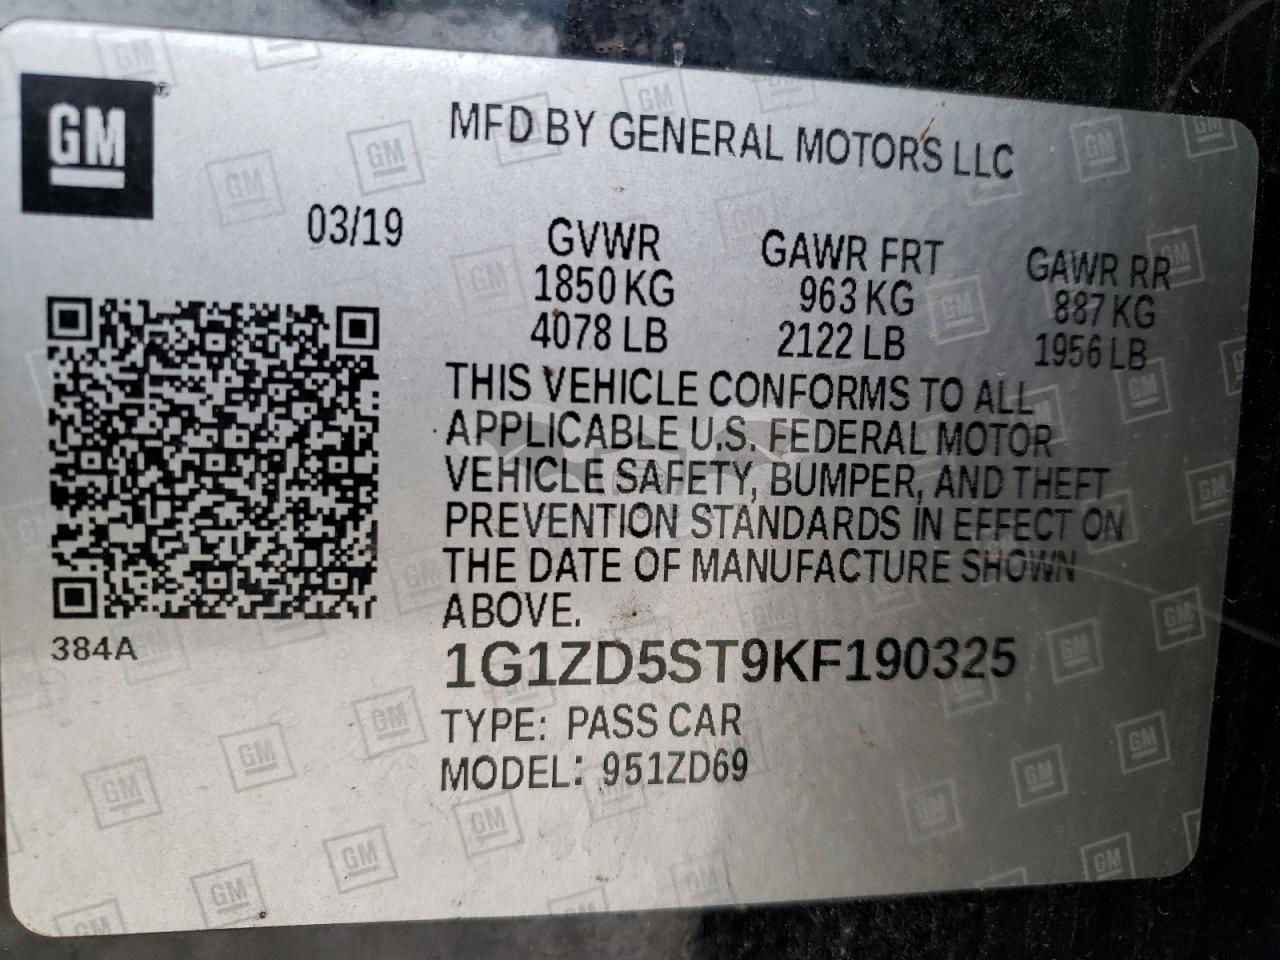 GM
MFD BY GENERAL MOTORS LLC
03/19
GVWR GAWR FRT GAWR RR
1850 KG 963 KG 887 KG
4078 LB 2122 LB 1956 LB
THIS VEHICLE CONFORMS TO ALL
APPLICABLE U.S. FEDERAL MOTOR
VEHICLE SAFETY, BUMPER, AND THEFT
PREVENTION STANDARDS IN EFFECT ON
THE DATE OF MANUFACTURE SHOWN
ABOVE.
384A
1G1ZD5ST9KF190325
TYPE: PASS CAR
MODEL: 951ZD69